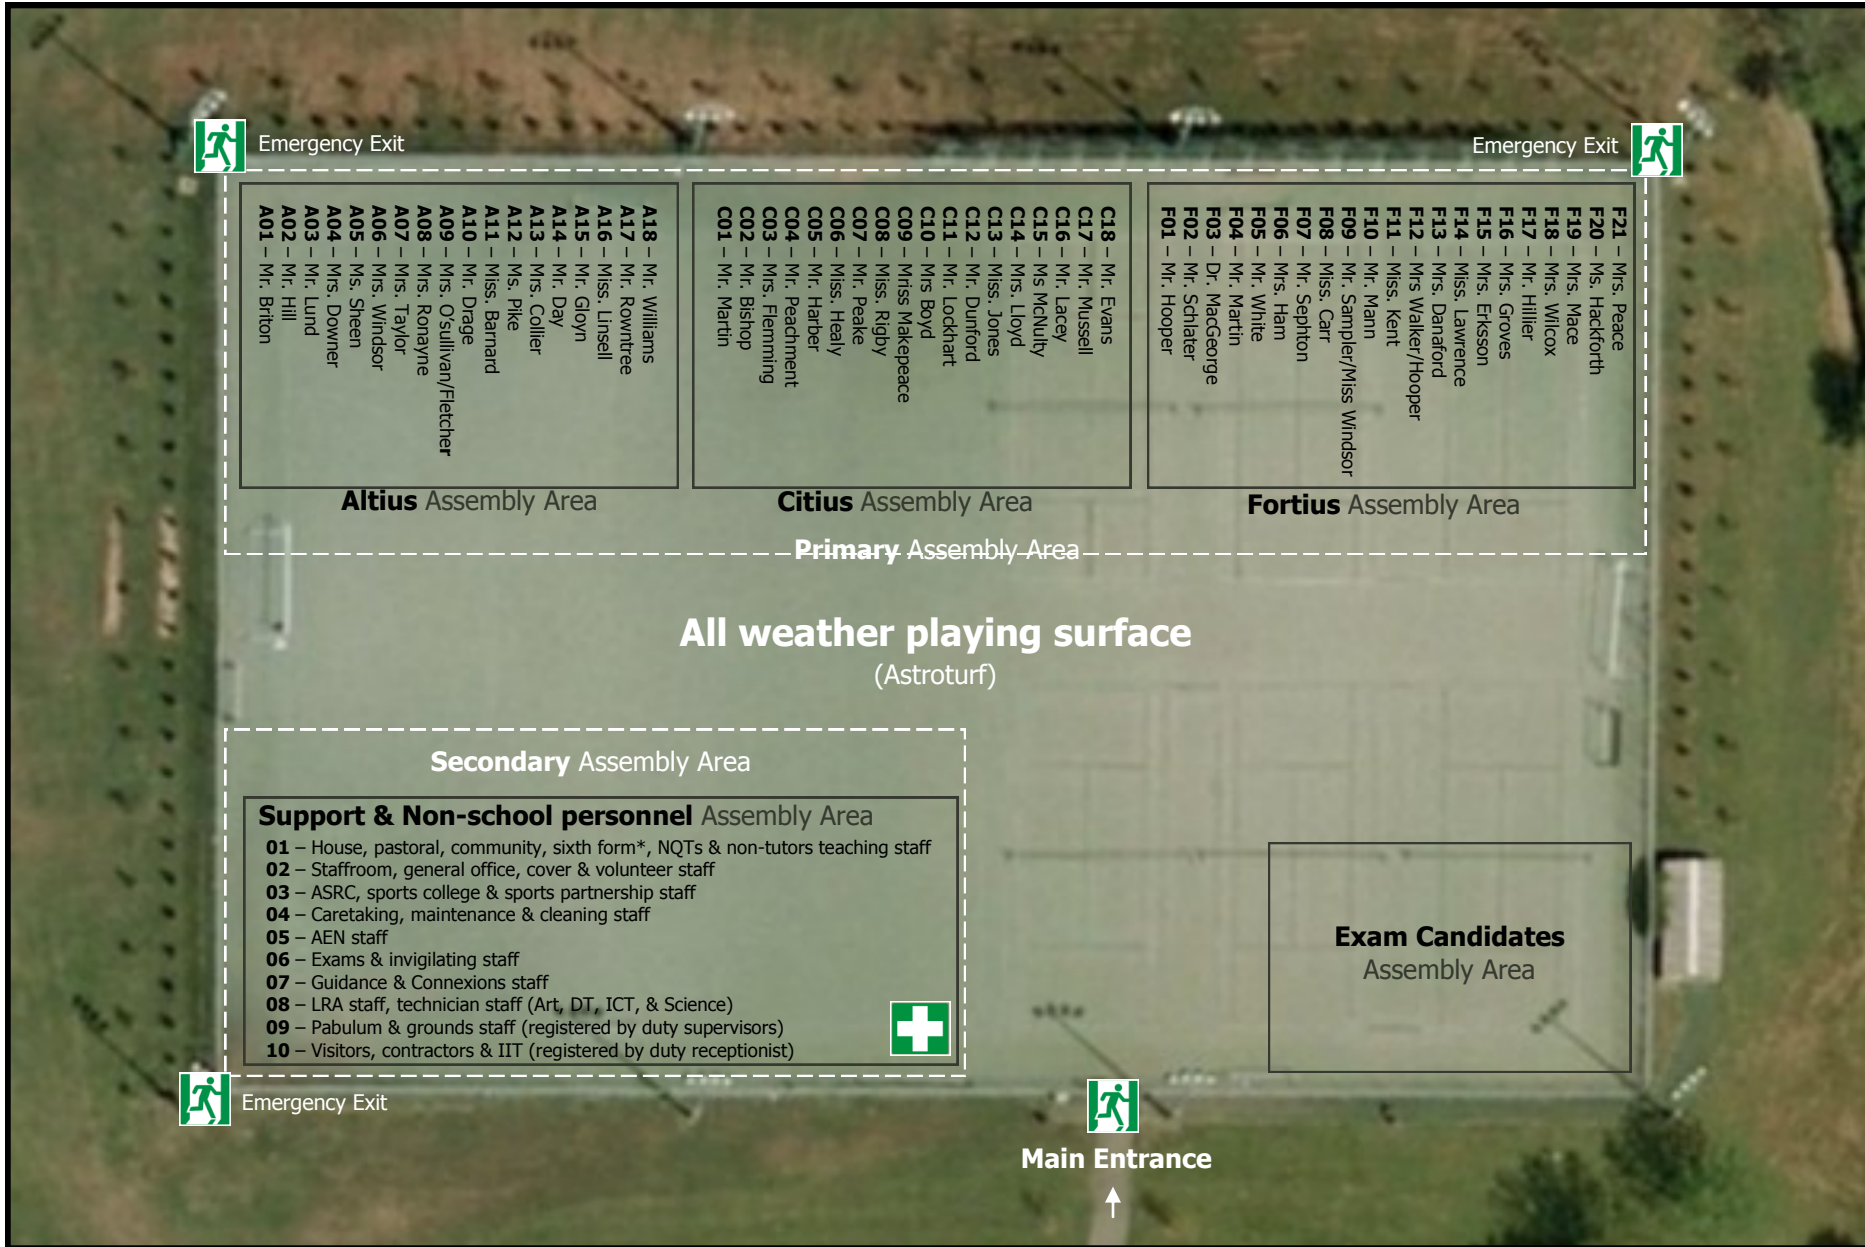 Emergency Exit
Emergency Exit
A01 – Mr. Briton
A02 – Mr. Hill
A03 – Mr. Lund
A04 – Mrs. Downer
A05 – Ms. Sheen
A06 – Mrs. Windsor
A07 – Mrs. Taylor
A08 – Mrs. Ronayne
A09 – Mrs. O'sullivan/Fletcher
A10 – Mr. Drage
A11 – Miss. Barnard
A12 – Ms. Pike
A13 – Mrs. Collier
A14 – Mr. Day
A15 – Mr. Gloyn
A16 – Miss. Linsell
A17 – Mr. Rowntree
A18 – Mr. Williams
Altius Assembly Area
C01 – Mr. Martin
C02 – Mr. Bishop
C03 – Mrs. Flemming
C04 – Mr. Peachment
C05 – Mr. Harber
C06 – Miss. Healy
C07 – Mr. Peake
C08 – Miss. Rigby
C09 – Mriss Makepeace
C10 – Mrs Boyd
C11 – Mr. Lockhart
C12 – Mr. Dunford
C13 – Miss. Jones
C14 – Mrs. Lloyd
C15 – Ms McNulty
C16 – Mr. Lacey
C17 – Mr. Mussell
C18 – Mr. Evans
Citius Assembly Area
F01 – Mr. Hooper
F02 – Mr. Schlater
F03 – Dr. MacGeorge
F04 – Mr. Martin
F05 – Mr. White
F06 – Mrs. Ham
F07 – Mr. Sephton
F08 – Miss. Carr
F09 – Mr. Sampler/Miss Windsor
F10 – Mr. Mann
F11 – Miss. Kent
F12 – Mrs Walker/Hooper
F13 – Mrs. Danaford
F14 – Miss. Lawrence
F15 – Mrs. Erksson
F16 – Mrs. Groves
F17 – Mr. Hillier
F18 – Mrs. Wilcox
F19 – Mrs. Mace
F20 – Ms. Hackforth
F21 – Mrs. Peace
Fortius Assembly Area
Primary Assembly Area
All weather playing surface
(Astroturf)
Secondary Assembly Area
Support & Non-school personnel Assembly Area
01 – House, pastoral, community, sixth form*, NQTs & non-tutors teaching staff
02 – Staffroom, general office, cover & volunteer staff
03 – ASRC, sports college & sports partnership staff
04 – Caretaking, maintenance & cleaning staff
05 – AEN staff
06 – Exams & invigilating staff
07 – Guidance & Connexions staff
08 – LRA staff, technician staff (Art, DT, ICT, & Science)
09 – Pabulum & grounds staff (registered by duty supervisors)
10 – Visitors, contractors & IIT (registered by duty receptionist)
Exam Candidates
Assembly Area
Emergency Exit
Main Entrance